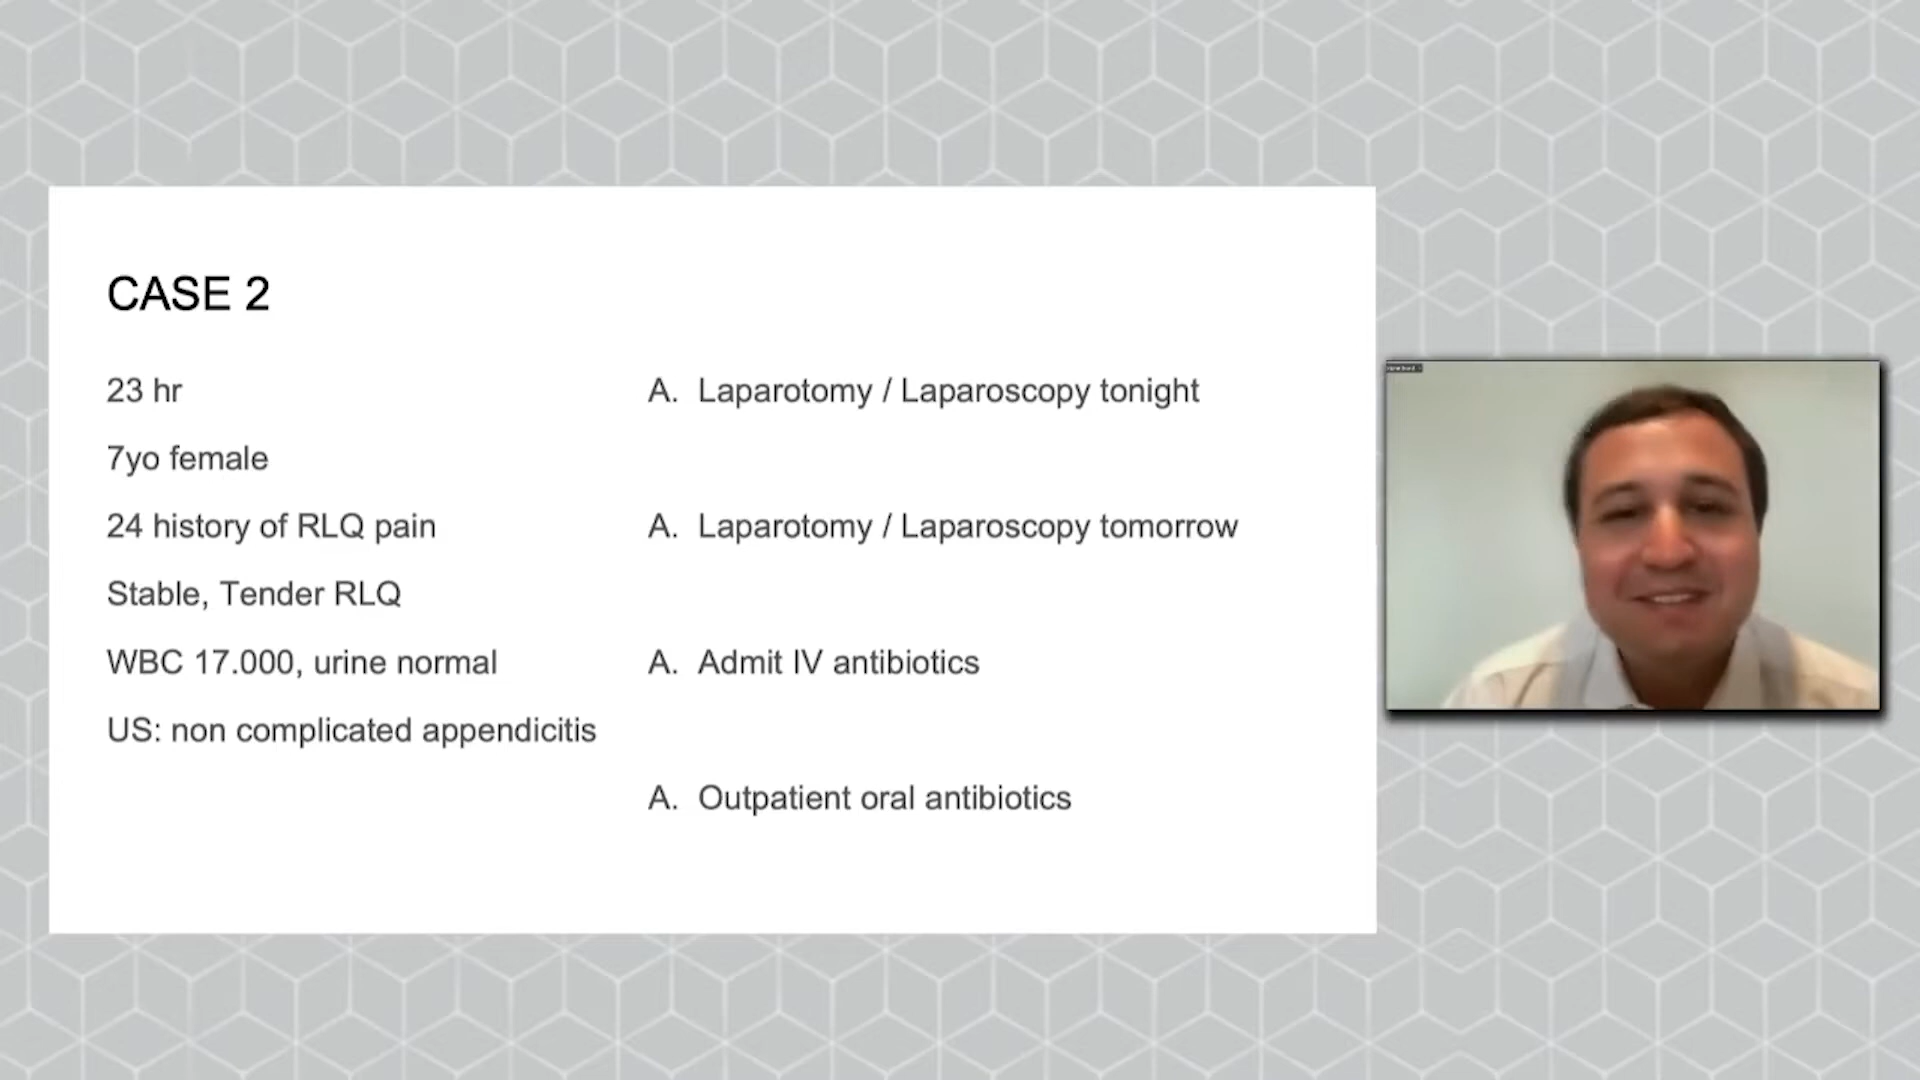 CASE 2
23 hr
7yo female
24 history of RLQ pain
Stable, Tender RLQ
WBC 17.000, urine normal
US: non complicated appendicitis
A. Laparotomy / Laparoscopy tonight
A. Laparotomy / Laparoscopy tomorrow
A. Admit IV antibiotics
A. Outpatient oral antibiotics